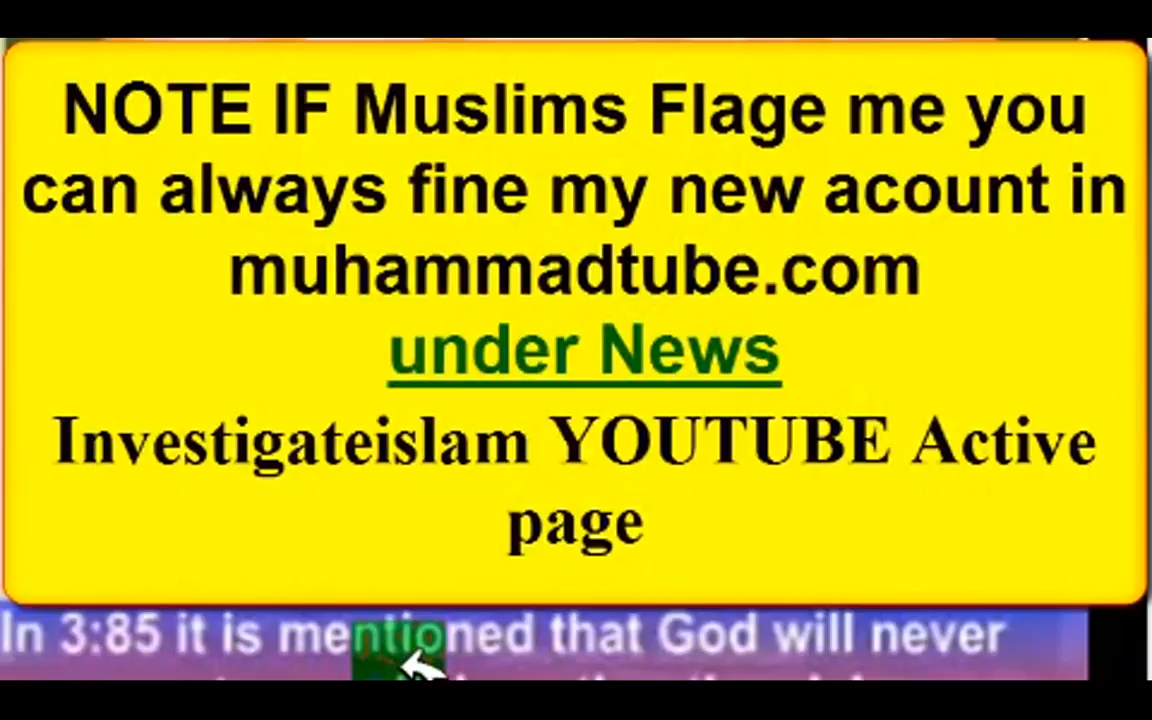 NOTE IF Muslims Flage me you
can always fine my new acount in
muhammadtube.com
under News
Investigateislam YOUTUBE Active
page
In 3:85 it is mentioned that God will never